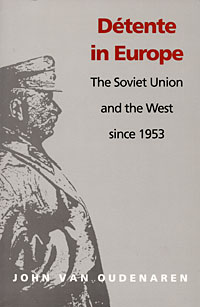 Détente
in Europe
The Soviet Union
and the West
since 1953
JOHN VAN OUDENAREN